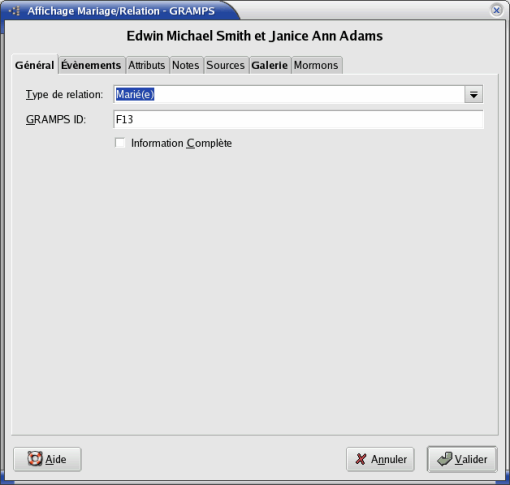 Affichage Mariage/Relation - GRAMPS
Edwin Michael Smith et Janice Ann Adams
Général Évènements Attributs Notes Sources Galerie Mormons
Type de relation: Marié(e)
GRAMPS ID: F13
Information Complète
Aide Annuler Valider